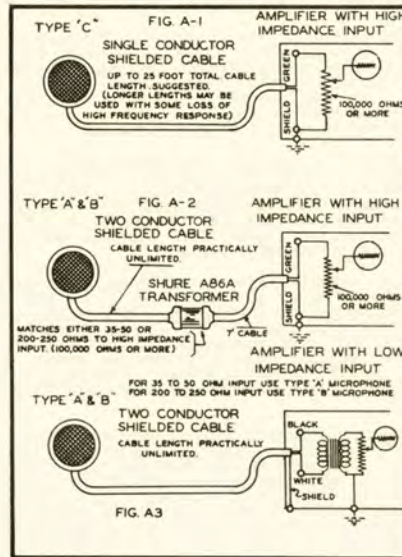 FIG. A-1
TYPE "C"
SINGLE CONDUCTOR
SHIELDED CABLE
UP TO 25 FOOT TOTAL CABLE
LENGTH SUGGESTED.
(LONGER LENGTHS MAY BE
USED WITH SOME LOSS OF
HIGH FREQUENCY RESPONSE)
AMPLIFIER WITH HIGH
IMPEDANCE INPUT
GREEN
SHIELD
100,000 OHMS
OR MORE
TYPE "A" & "B"
FIG. A-2
TWO CONDUCTOR
SHIELDED CABLE
CABLE LENGTH PRACTICALLY
UNLIMITED.
SHURE A86A
TRANSFORMER
7' CABLE
MATCHES EITHER 35-50 OR
200-250 OHMS TO HIGH IMPEDANCE
INPUT. (100,000 OHMS OR MORE)
AMPLIFIER WITH HIGH
IMPEDANCE INPUT
GREEN
SHIELD
100,000 OHMS
OR MORE
AMPLIFIER WITH LOW
IMPEDANCE INPUT
FOR 35 TO 50 OHM INPUT USE TYPE "A" MICROPHONE
FOR 200 TO 250 OHM INPUT USE TYPE "B" MICROPHONE
TYPE "A" & "B"
TWO CONDUCTOR
SHIELDED CABLE
CABLE LENGTH PRACTICALLY
UNLIMITED.
BLACK
WHITE
SHIELD
FIG. A3